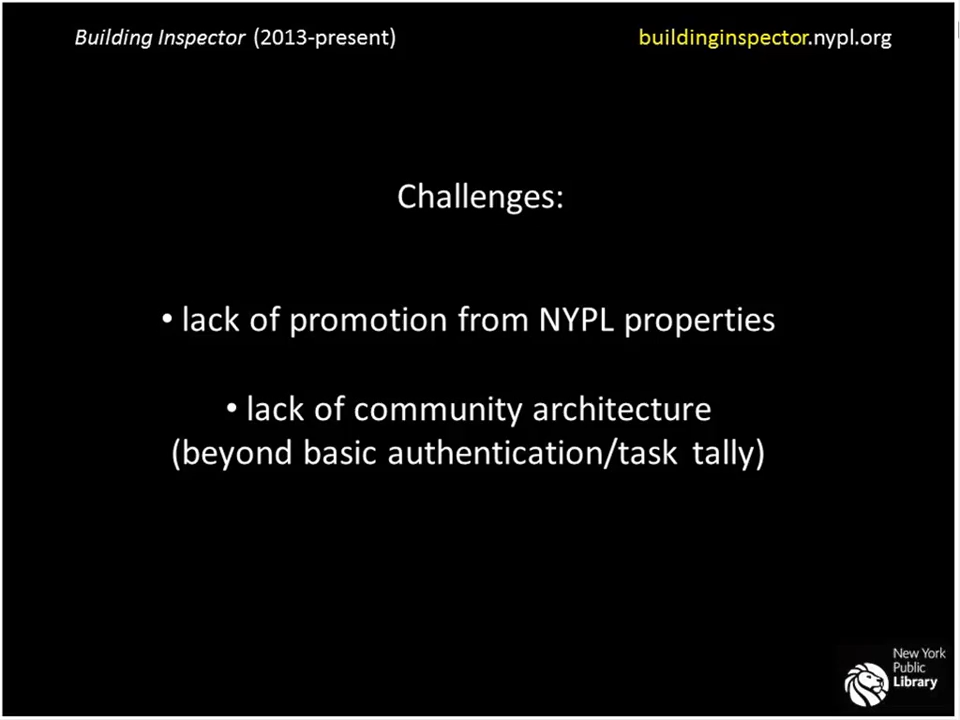 Building Inspector (2013-present)
buildinginspector.nypl.org
Challenges:
• lack of promotion from NYPL properties
• lack of community architecture
(beyond basic authentication/task tally)
New York
Public
Library